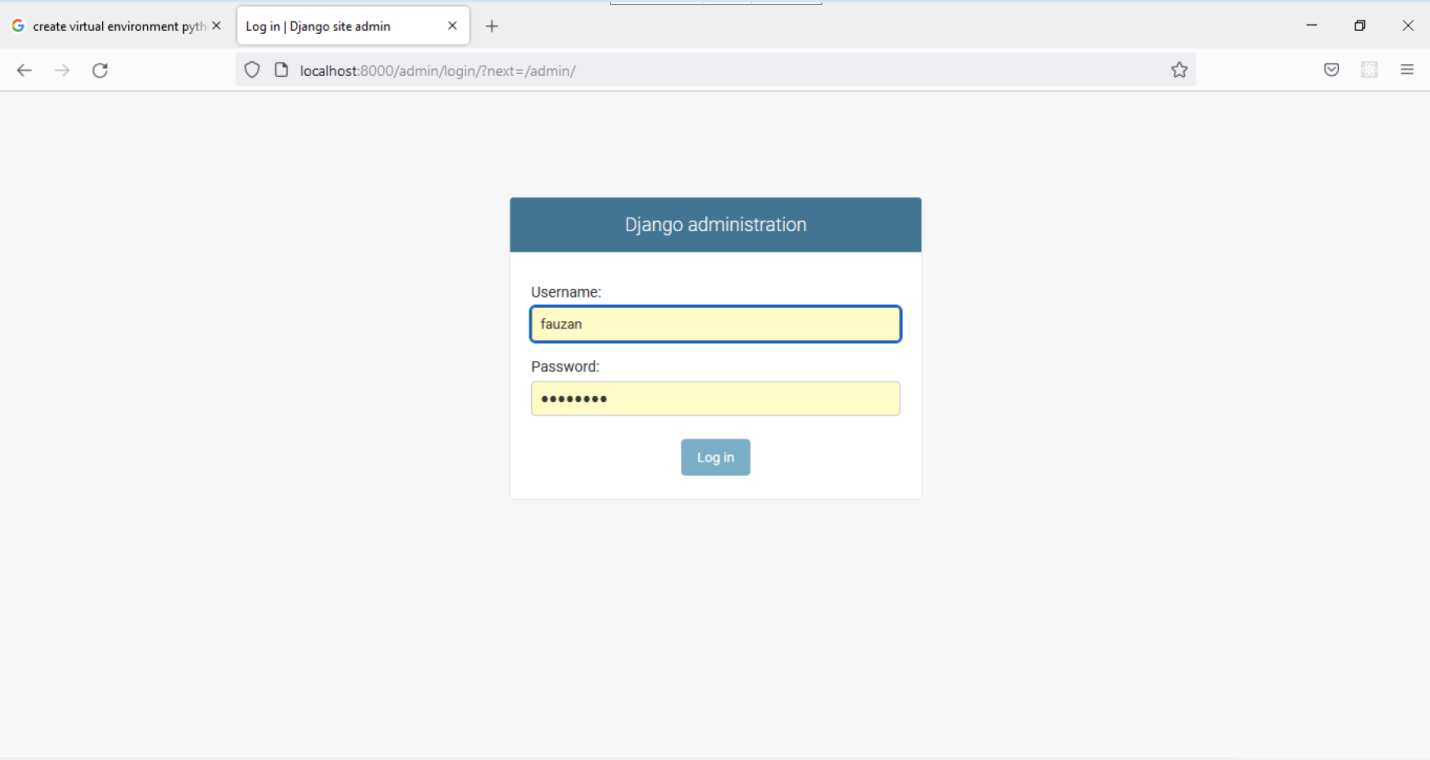 create virtual environment pyth
Log in | Django site admin
localhost:8000/admin/login/?next=/admin/
Django administration
Username:
fauzan
Password:
••••••••
Log in